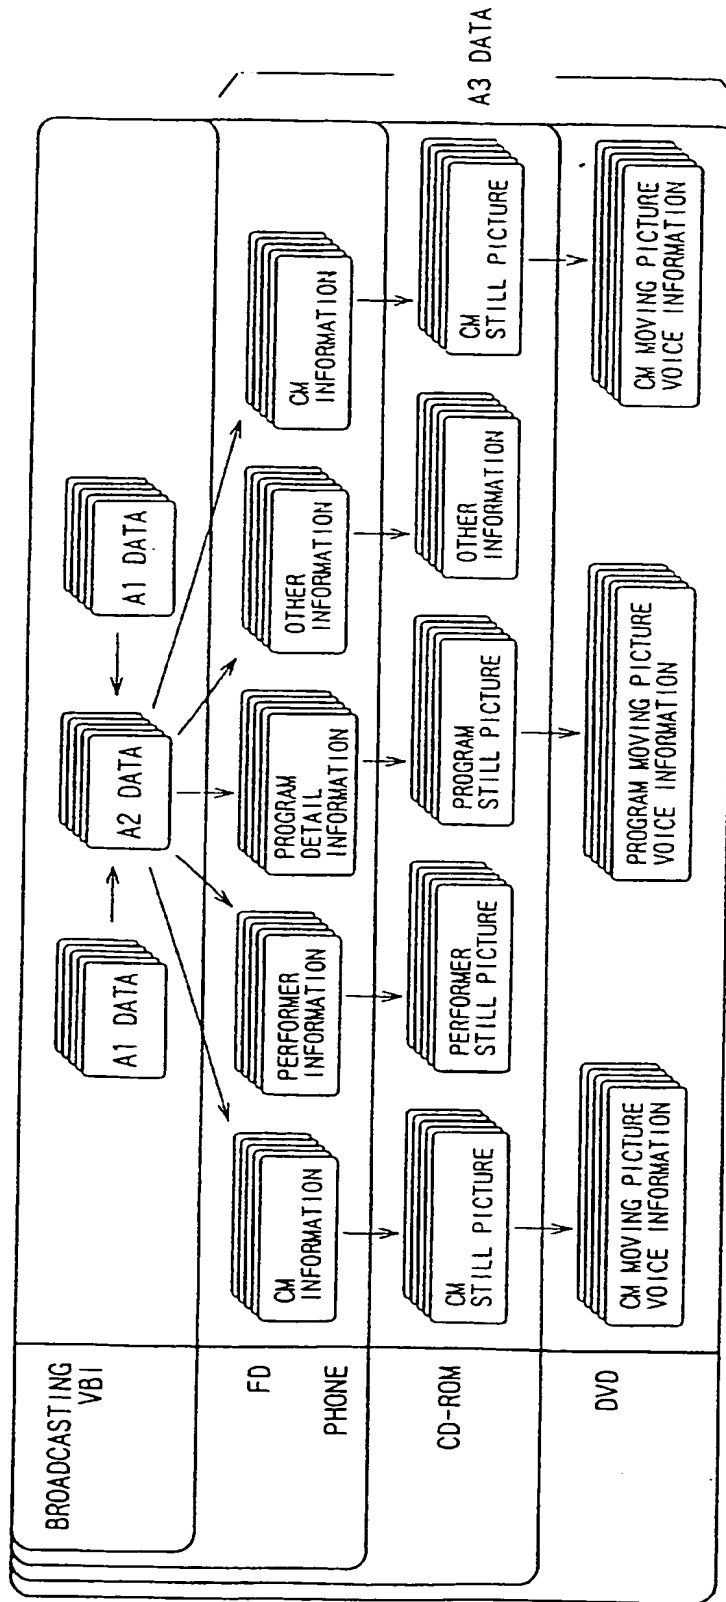 BROADCASTING
VBI
A1 DATA
A2 DATA
A1 DATA
FD
PHONE
CM
INFORMATION
PERFORMER
INFORMATION
PROGRAM
DETAIL
INFORMATION
OTHER
INFORMATION
CM
INFORMATION
CD-ROM
CM
STILL PICTURE
PERFORMER
STILL PICTURE
PROGRAM
STILL PICTURE
OTHER
INFORMATION
CM
STILL PICTURE
DVD
CM MOVING PICTURE
VOICE INFORMATION
PROGRAM MOVING PICTURE
VOICE INFORMATION
CM MOVING PICTURE
VOICE INFORMATION
A3 DATA